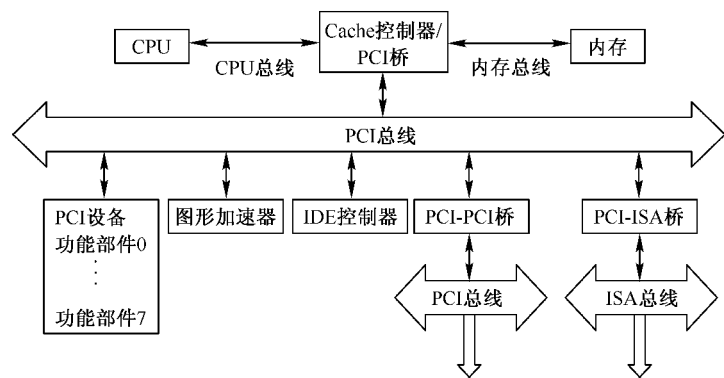 CPU
CPU总线
Cache控制器/
PCI桥
内存总线
内存
PCI总线
PCI设备
功能部件0
功能部件7
图形加速器
IDE控制器
PCI-PCI桥
PCI-ISA桥
PCI总线
ISA总线